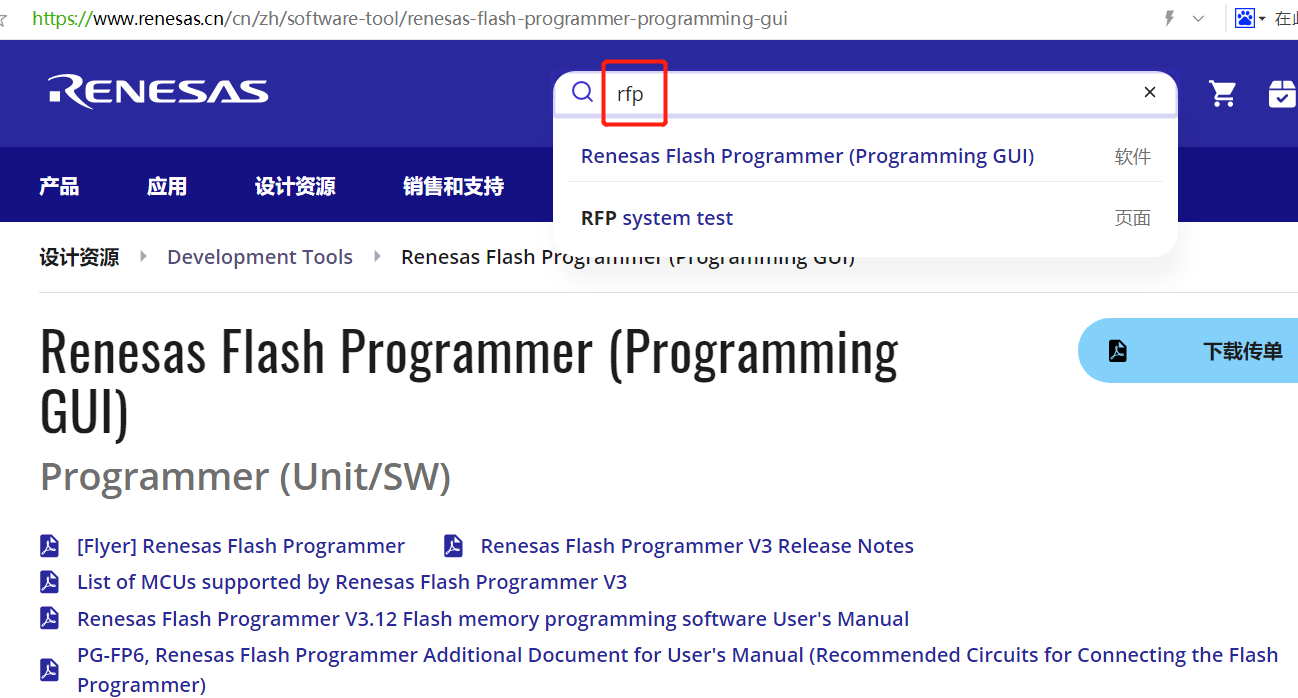 https://www.renesas.cn/cn/zh/software-tool/renesas-flash-programmer-programming-gui
RENESAS
rfp
Renesas Flash Programmer (Programming GUI) 软件
RFP system test 页面
产品 应用 设计资源 销售和支持
设计资源 Development Tools Renesas Flash Programmer (Programming GUI)
Renesas Flash Programmer (Programming
GUI)
下载传单
Programmer (Unit/SW)
[Flyer] Renesas Flash Programmer Renesas Flash Programmer V3 Release Notes
List of MCUs supported by Renesas Flash Programmer V3
Renesas Flash Programmer V3.12 Flash memory programming software User's Manual
PG-FP6, Renesas Flash Programmer Additional Document for User's Manual (Recommended Circuits for Connecting the Flash
Programmer)